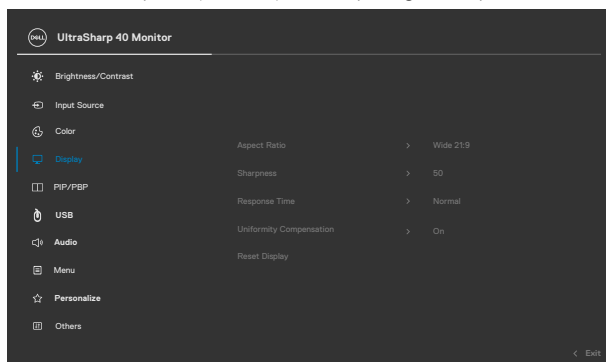 DELL
UltraSharp 40 Monitor
Brightness/Contrast
Input Source
Color
Display
PIP/PBP
USB
Audio
Menu
Personalize
Others
Aspect Ratio > Wide 21:9
Sharpness > 50
Response Time > Normal
Uniformity Compensation > On
Reset Display
< Exit